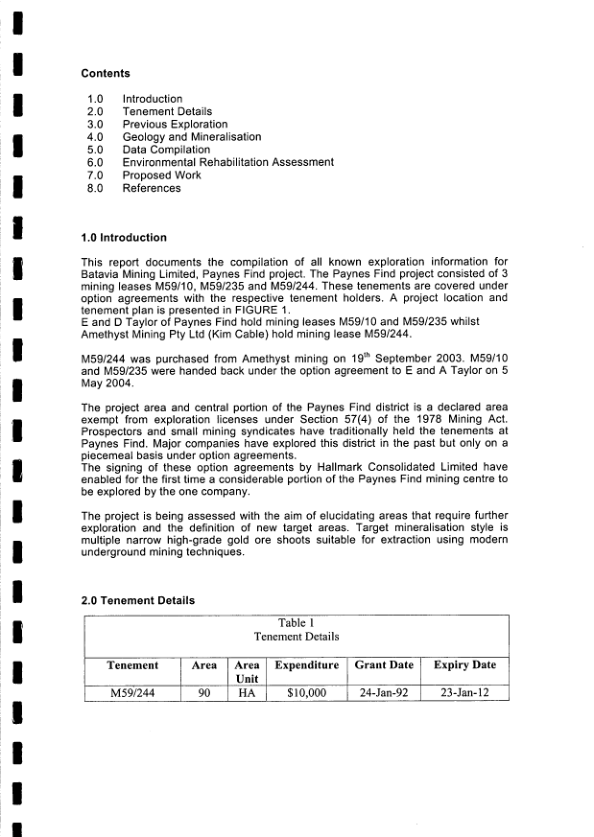 Contents
1.0 Introduction
2.0 Tenement Details
3.0 Previous Exploration
4.0 Geology and Mineralisation
5.0 Data Compilation
6.0 Environmental Rehabilitation Assessment
7.0 Proposed Work
8.0 References
1.0 Introduction
This report documents the compilation of all known exploration information for
Batavia Mining Limited, Paynes Find project. The Paynes Find project consisted of 3
mining leases M59/10, M59/235 and M59/244. These tenements are covered under
option agreements with the respective tenement holders. A project location and
tenement plan is presented in FIGURE 1.
E and D Taylor of Paynes Find hold mining leases M59/10 and M59/235 whilst
Amethyst Mining Pty Ltd (Kim Cable) hold mining lease M59/244.
M59/244 was purchased from Amethyst mining on 19th September 2003. M59/10
and M59/235 were handed back under the option agreement to E and A Taylor on 5
May 2004.
The project area and central portion of the Paynes Find district is a declared area
exempt from exploration licenses under Section 57(4) of the 1978 Mining Act.
Prospectors and small mining syndicates have traditionally held the tenements at
Paynes Find. Major companies have explored this district in the past but only on a
piecemeal basis under option agreements.
The signing of these option agreements by Hallmark Consolidated Limited have
enabled for the first time a considerable portion of the Paynes Find mining centre to
be explored by the one company.
The project is being assessed with the aim of elucidating areas that require further
exploration and the definition of new target areas. Target mineralisation style is
multiple narrow high-grade gold ore shoots suitable for extraction using modern
underground mining techniques.
2.0 Tenement Details
Table 1
Tenement Details
Tenement Area Area Unit Expenditure Grant Date Expiry Date
M59/244 90 HA $10,000 24-Jan-92 23-Jan-12